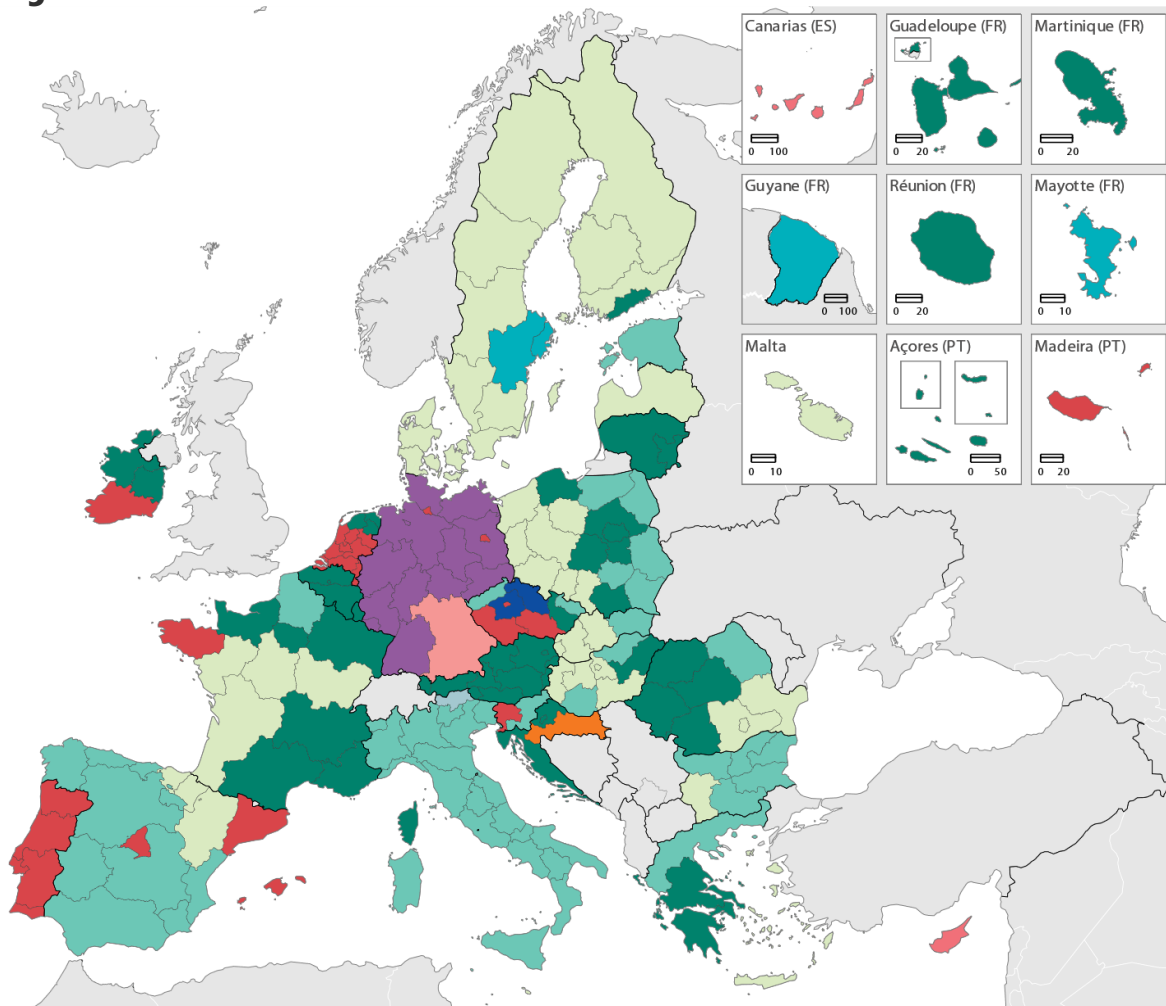 Canarias (ES)
0 100
Guadeloupe (FR)
0 20
Martinique (FR)
0 20
Guyane (FR)
0 100
Réunion (FR)
0 20
Mayotte (FR)
0 10
Malta
0 10
Açores (PT)
0 50
Madeira (PT)
0 20